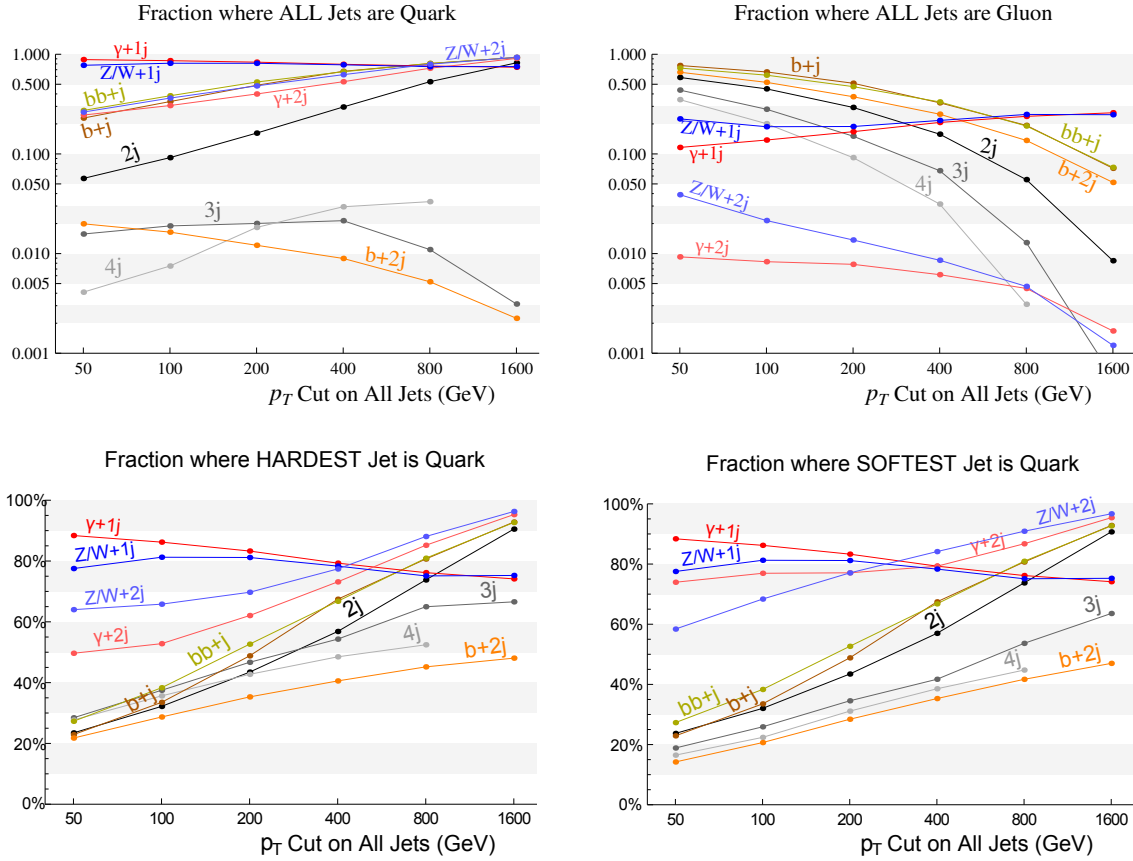 Fraction where ALL Jets are Quark
1.000
0.500
0.100
0.050
0.010
0.005
0.001
γ+1j
Z/W+1j
Z/W+2j
bb+j
γ+2j
b+j
2j
3j
4j
b+2j
50 100 200 400 800 1600
p_T Cut on All Jets (GeV)
Fraction where ALL Jets are Gluon
1.000
0.500
0.100
0.050
0.010
0.005
0.001
b+j
Z/W+1j
γ+1j
bb+j
2j
b+2j
3j
4j
Z/W+2j
γ+2j
50 100 200 400 800 1600
p_T Cut on All Jets (GeV)
Fraction where HARDEST Jet is Quark
100%
80%
60%
40%
20%
0%
γ+1j
Z/W+1j
Z/W+2j
γ+2j
bb+j
b+j
2j
3j
4j
b+2j
50 100 200 400 800 1600
p_T Cut on All Jets (GeV)
Fraction where SOFTEST Jet is Quark
100%
80%
60%
40%
20%
0%
γ+1j
Z/W+1j
Z/W+2j
γ+2j
bb+j
b+j
2j
3j
4j
b+2j
50 100 200 400 800 1600
p_T Cut on All Jets (GeV)